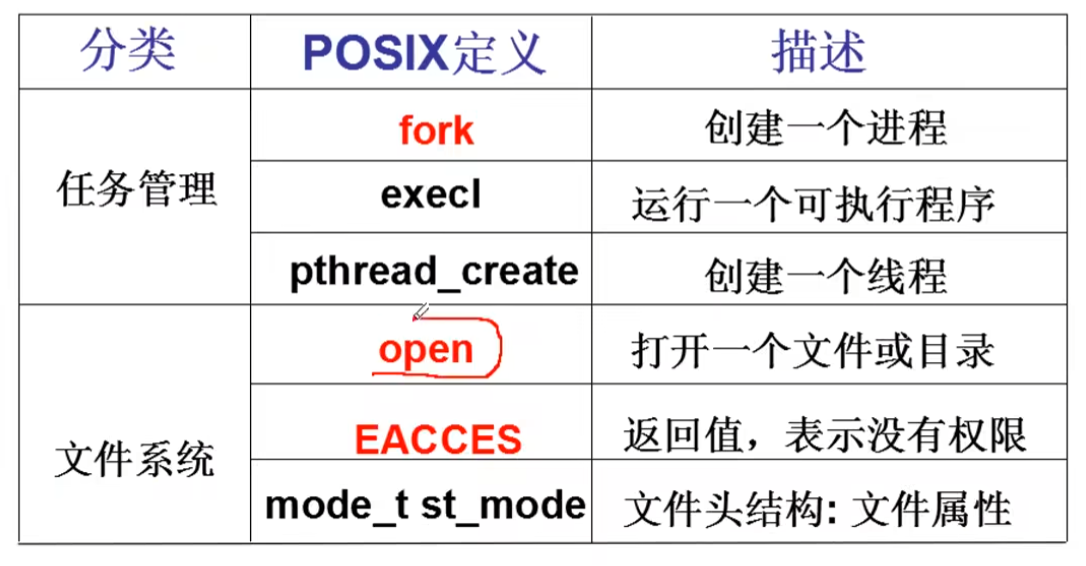 分类 POSIX定义 描述
fork 创建一个进程
任务管理 execl 运行一个可执行程序
pthread_create 创建一个线程
open 打开一个文件或目录
EACCES 返回值，表示没有权限
文件系统
mode_t st_mode 文件头结构: 文件属性